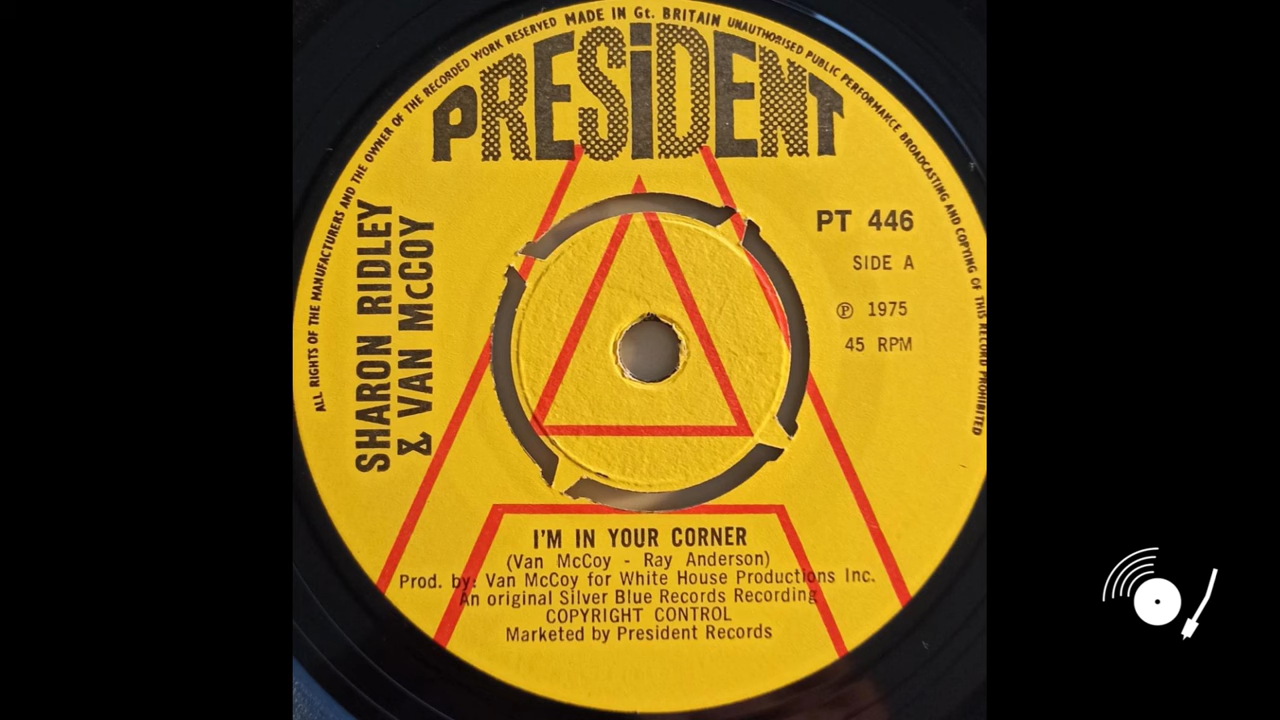 ALL RIGHTS OF THE MANUFACTURERS AND THE OWNER OF THE RECORDED WORK RESERVED MADE IN Gt. BRITAIN UNAUTHORISED PUBLIC PERFORMANCE BROADCASTING AND COPYING OF THIS RECORD PROHIBITED
PRESiDENT
SHARON RIDLEY
& VAN McCOY
PT 446
SIDE A
℗ 1975
45 RPM
I'M IN YOUR CORNER
(Van McCoy - Ray Anderson)
Prod. by: Van McCoy for White House Productions Inc.
An original Silver Blue Records Recording
COPYRIGHT CONTROL
Marketed by President Records